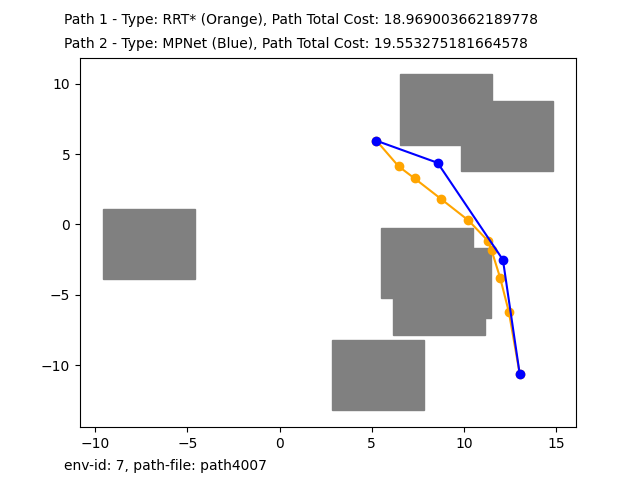 Path 1 - Type: RRT* (Orange), Path Total Cost: 18.969003662189778
Path 2 - Type: MPNet (Blue), Path Total Cost: 19.553275181664578
10
5
0
−5
−10
−10 −5 0 5 10 15
env-id: 7, path-file: path4007